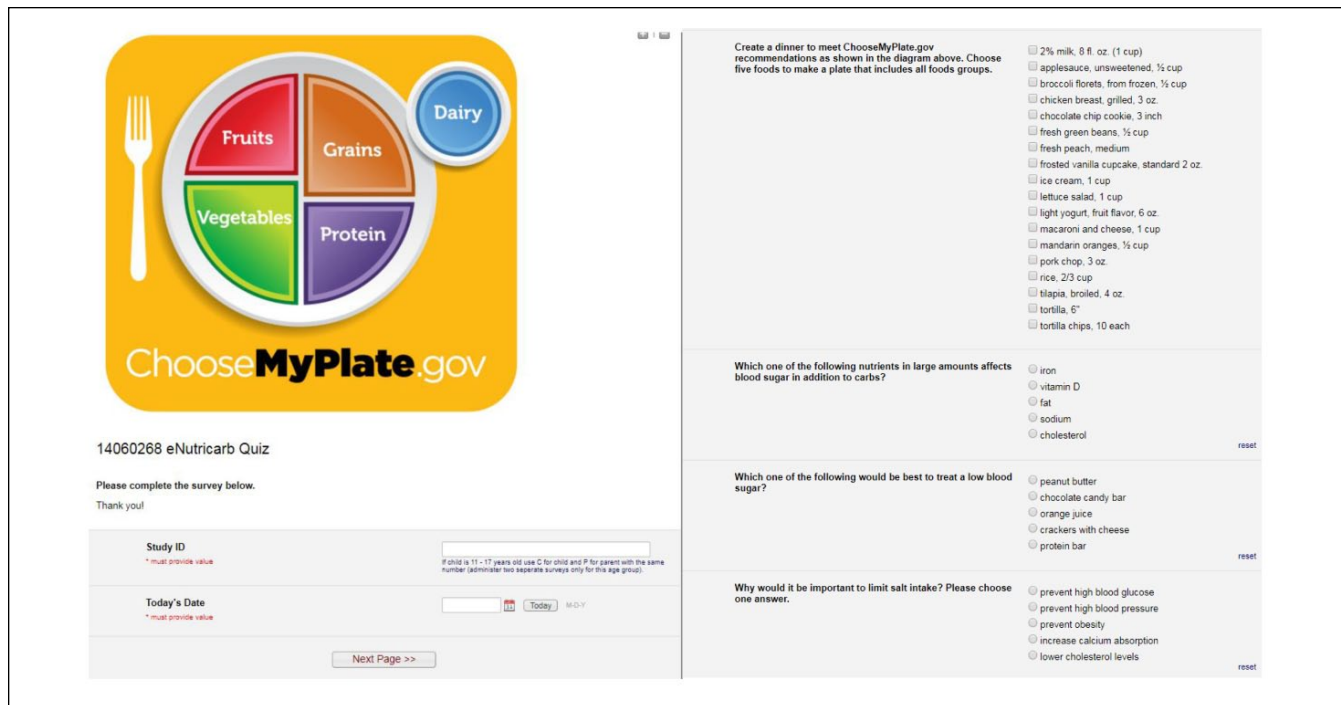 Fruits
Grains
Dairy
Vegetables
Protein
ChooseMyPlate.gov
14060268 eNutricarb Quiz
Please complete the survey below.
Thank you!
Study ID
* must provide value
If child is 11 - 17 years old use C for child and P for parent with the same
number (administer two seperate surveys only for this age group).
Today's Date
* must provide value
Today
M-D-Y
Next Page >>
Create a dinner to meet ChooseMyPlate.gov
recommendations as shown in the diagram above. Choose
five foods to make a plate that includes all foods groups.
2% milk, 8 fl. oz. (1 cup)
applesauce, unsweetened, ½ cup
broccoli florets, from frozen, ½ cup
chicken breast, grilled, 3 oz.
chocolate chip cookie, 3 inch
fresh green beans, ½ cup
fresh peach, medium
frosted vanilla cupcake, standard 2 oz.
ice cream, 1 cup
lettuce salad, 1 cup
light yogurt, fruit flavor, 6 oz.
macaroni and cheese, 1 cup
mandarin oranges, ½ cup
pork chop, 3 oz.
rice, 2/3 cup
tilapia, broiled, 4 oz.
tortilla, 6"
tortilla chips, 10 each
Which one of the following nutrients in large amounts affects
blood sugar in addition to carbs?
iron
vitamin D
fat
sodium
cholesterol
reset
Which one of the following would be best to treat a low blood
sugar?
peanut butter
chocolate candy bar
orange juice
crackers with cheese
protein bar
reset
Why would it be important to limit salt intake? Please choose
one answer.
prevent high blood glucose
prevent high blood pressure
prevent obesity
increase calcium absorption
lower cholesterol levels
reset